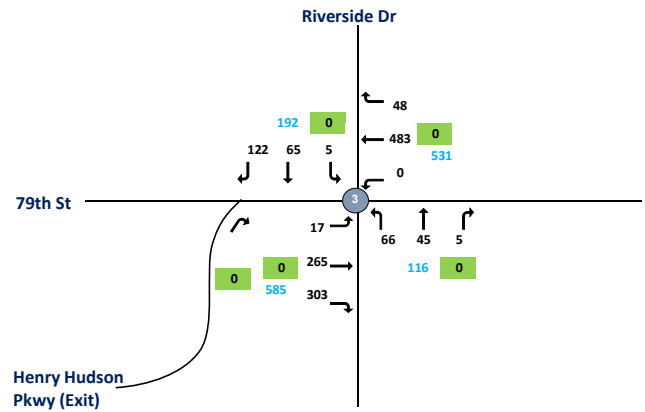 Riverside Dr
48
192 0
483 0
122 65 5
531
0
79th St
3
17
66 45 5
265
0
116 0
0
585
303
Henry Hudson
Pkwy (Exit)